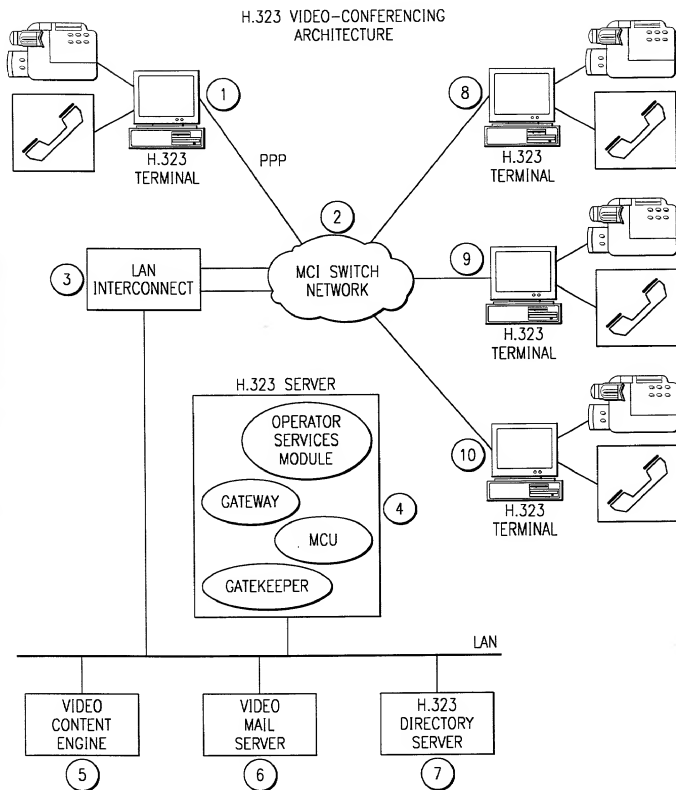 H.323 VIDEO-CONFERENCING
ARCHITECTURE
1
H.323
TERMINAL
PPP
8
H.323
TERMINAL
2
MCI SWITCH
NETWORK
3
LAN
INTERCONNECT
9
H.323
TERMINAL
H.323 SERVER
OPERATOR
SERVICES
MODULE
GATEWAY
MCU
GATEKEEPER
4
10
H.323
TERMINAL
LAN
VIDEO
CONTENT
ENGINE
VIDEO
MAIL
SERVER
H.323
DIRECTORY
SERVER
5
6
7